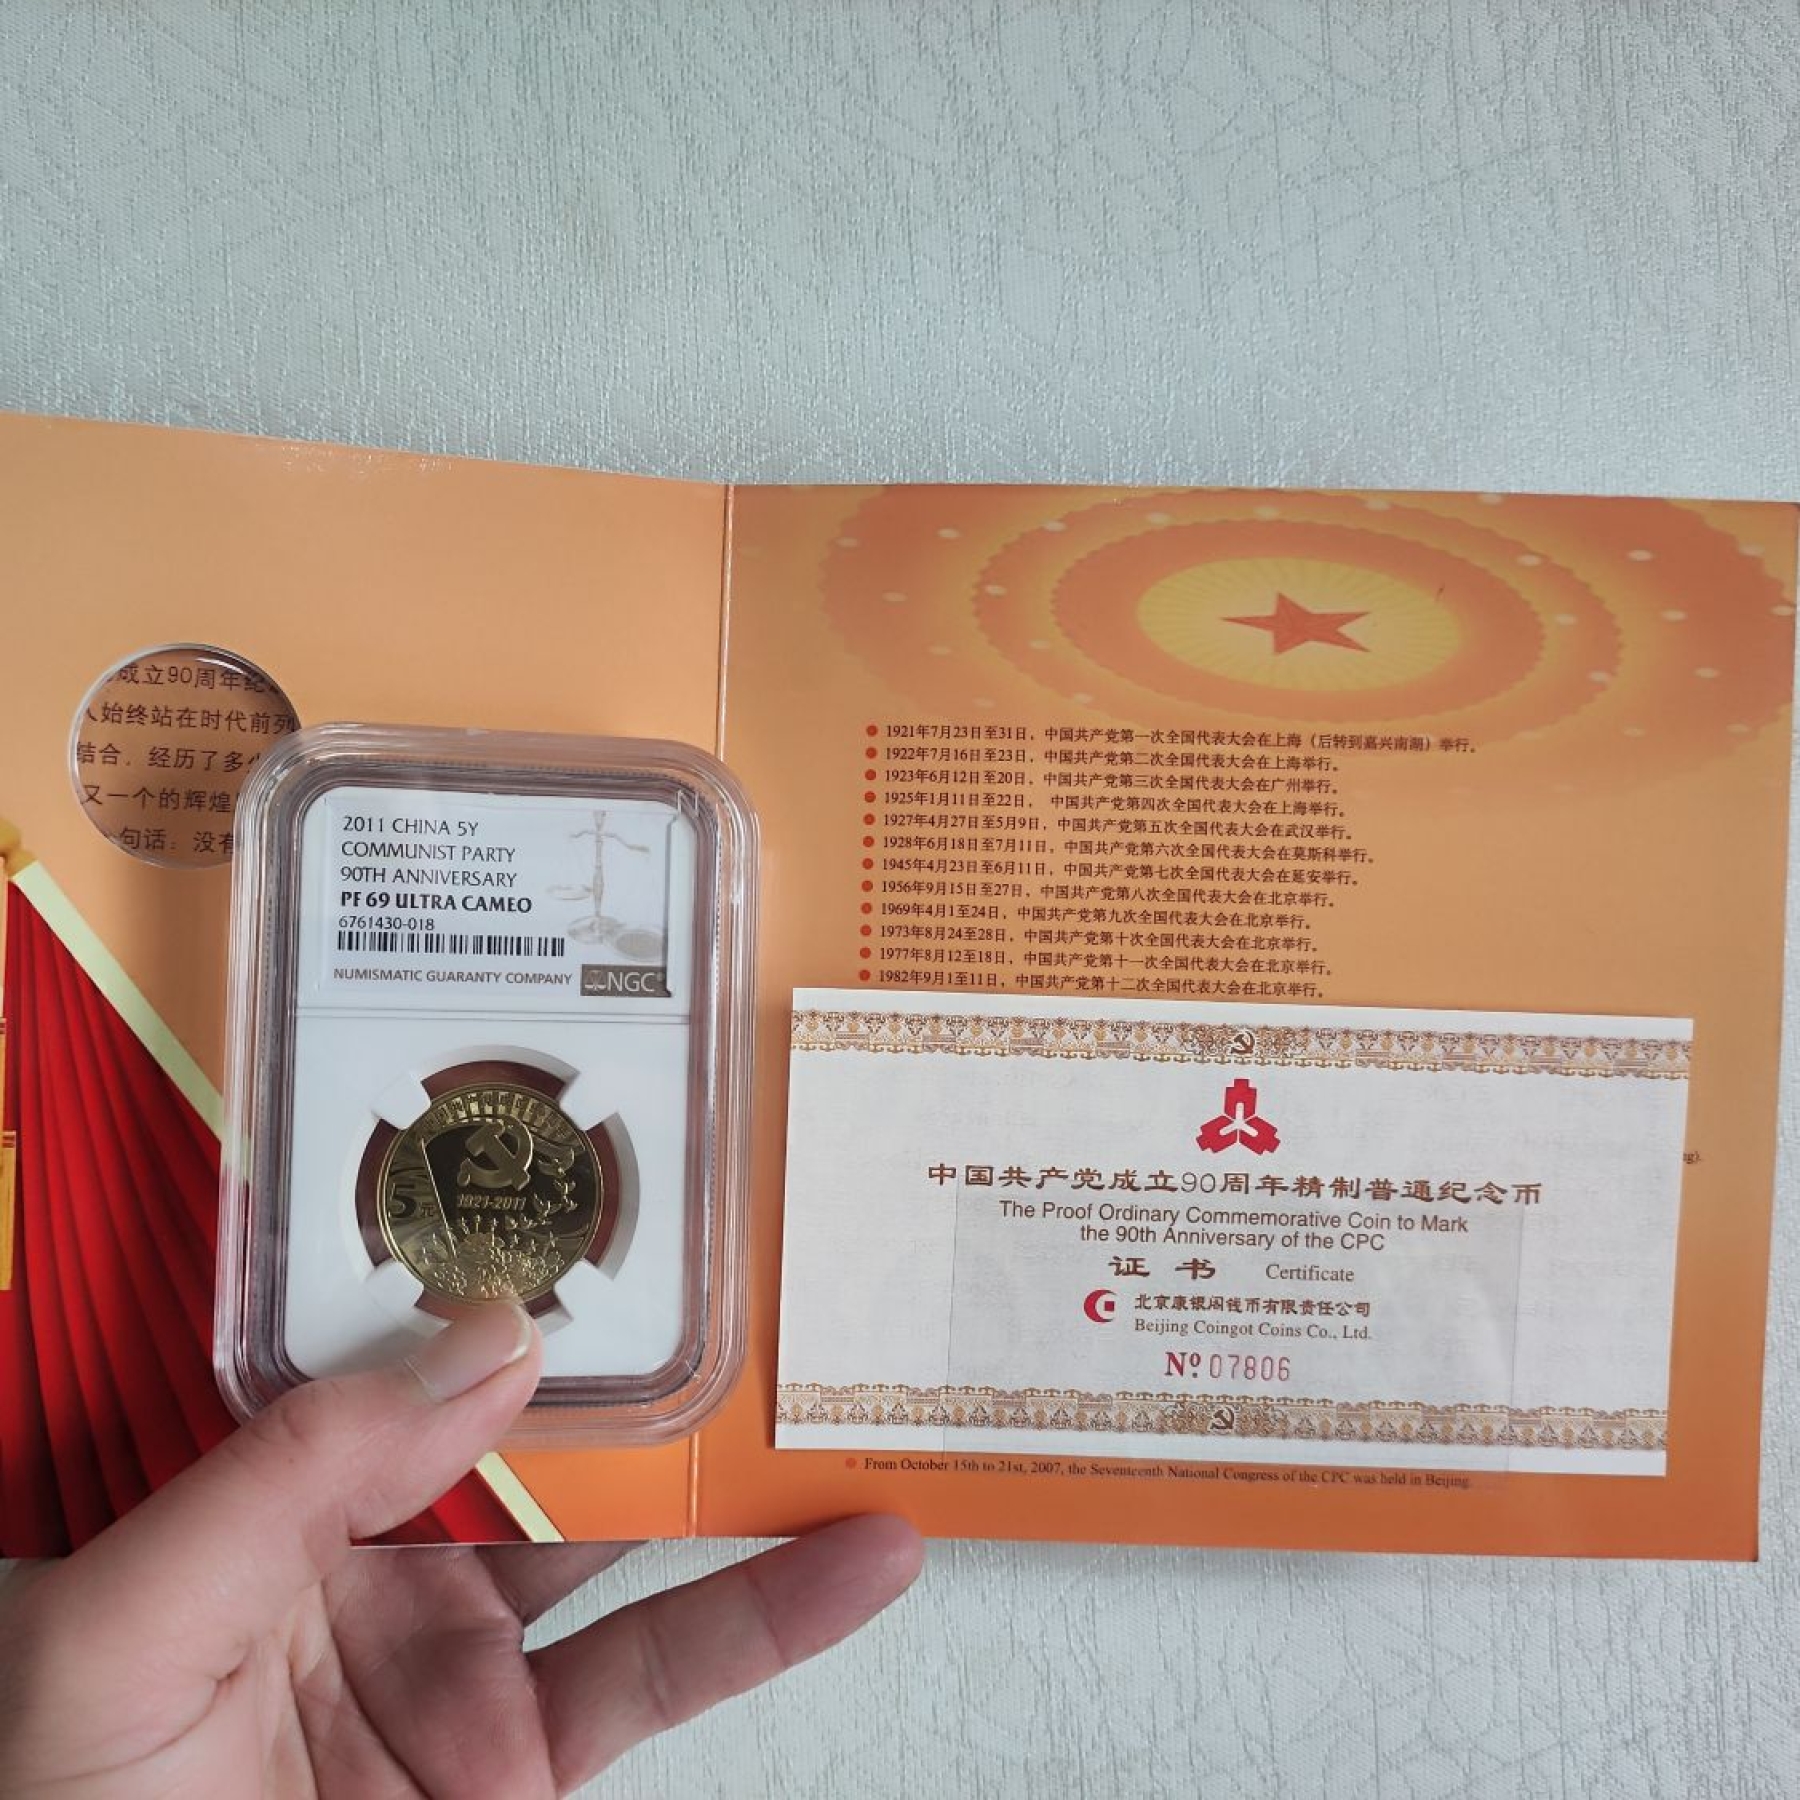 成立90周年纪
人始终站在时代前列
结合，经历了多少
又一个的辉煌
句话：没有
2011 CHINA 5Y
COMMUNIST PARTY
90TH ANNIVERSARY
PF 69 ULTRA CAMEO
6761430-018
NUMISMATIC GUARANTY COMPANY NGC
5元
1921-2011
1921年7月23日至31日，中国共产党第一次全国代表大会在上海（后转到嘉兴南湖）举行。
1922年7月16日至23日，中国共产党第二次全国代表大会在上海举行。
1923年6月12日至20日，中国共产党第三次全国代表大会在广州举行。
1925年1月11日至22日， 中国共产党第四次全国代表大会在上海举行。
1927年4月27日至5月9日，中国共产党第五次全国代表大会在武汉举行。
1928年6月18日至7月11日，中国共产党第六次全国代表大会在莫斯科举行。
1945年4月23日至6月11日，中国共产党第七次全国代表大会在延安举行。
1956年9月15日至27日，中国共产党第八次全国代表大会在北京举行。
1969年4月1至24日，中国共产党第九次全国代表大会在北京举行。
1973年8月24至28日，中国共产党第十次全国代表大会在北京举行。
1977年8月12至18日，中国共产党第十一次全国代表大会在北京举行。
1982年9月1至11日，中国共产党第十二次全国代表大会在北京举行。
中国共产党成立90周年精制普通纪念币
The Proof Ordinary Commemorative Coin to Mark
the 90th Anniversary of the CPC
证 书 Certificate
北京康银阁钱币有限责任公司
Beijing Coingot Coins Co., Ltd.
Nº 07806
From October 15th to 21st, 2007, the Seventeenth National Congress of the CPC was held in Beijing.